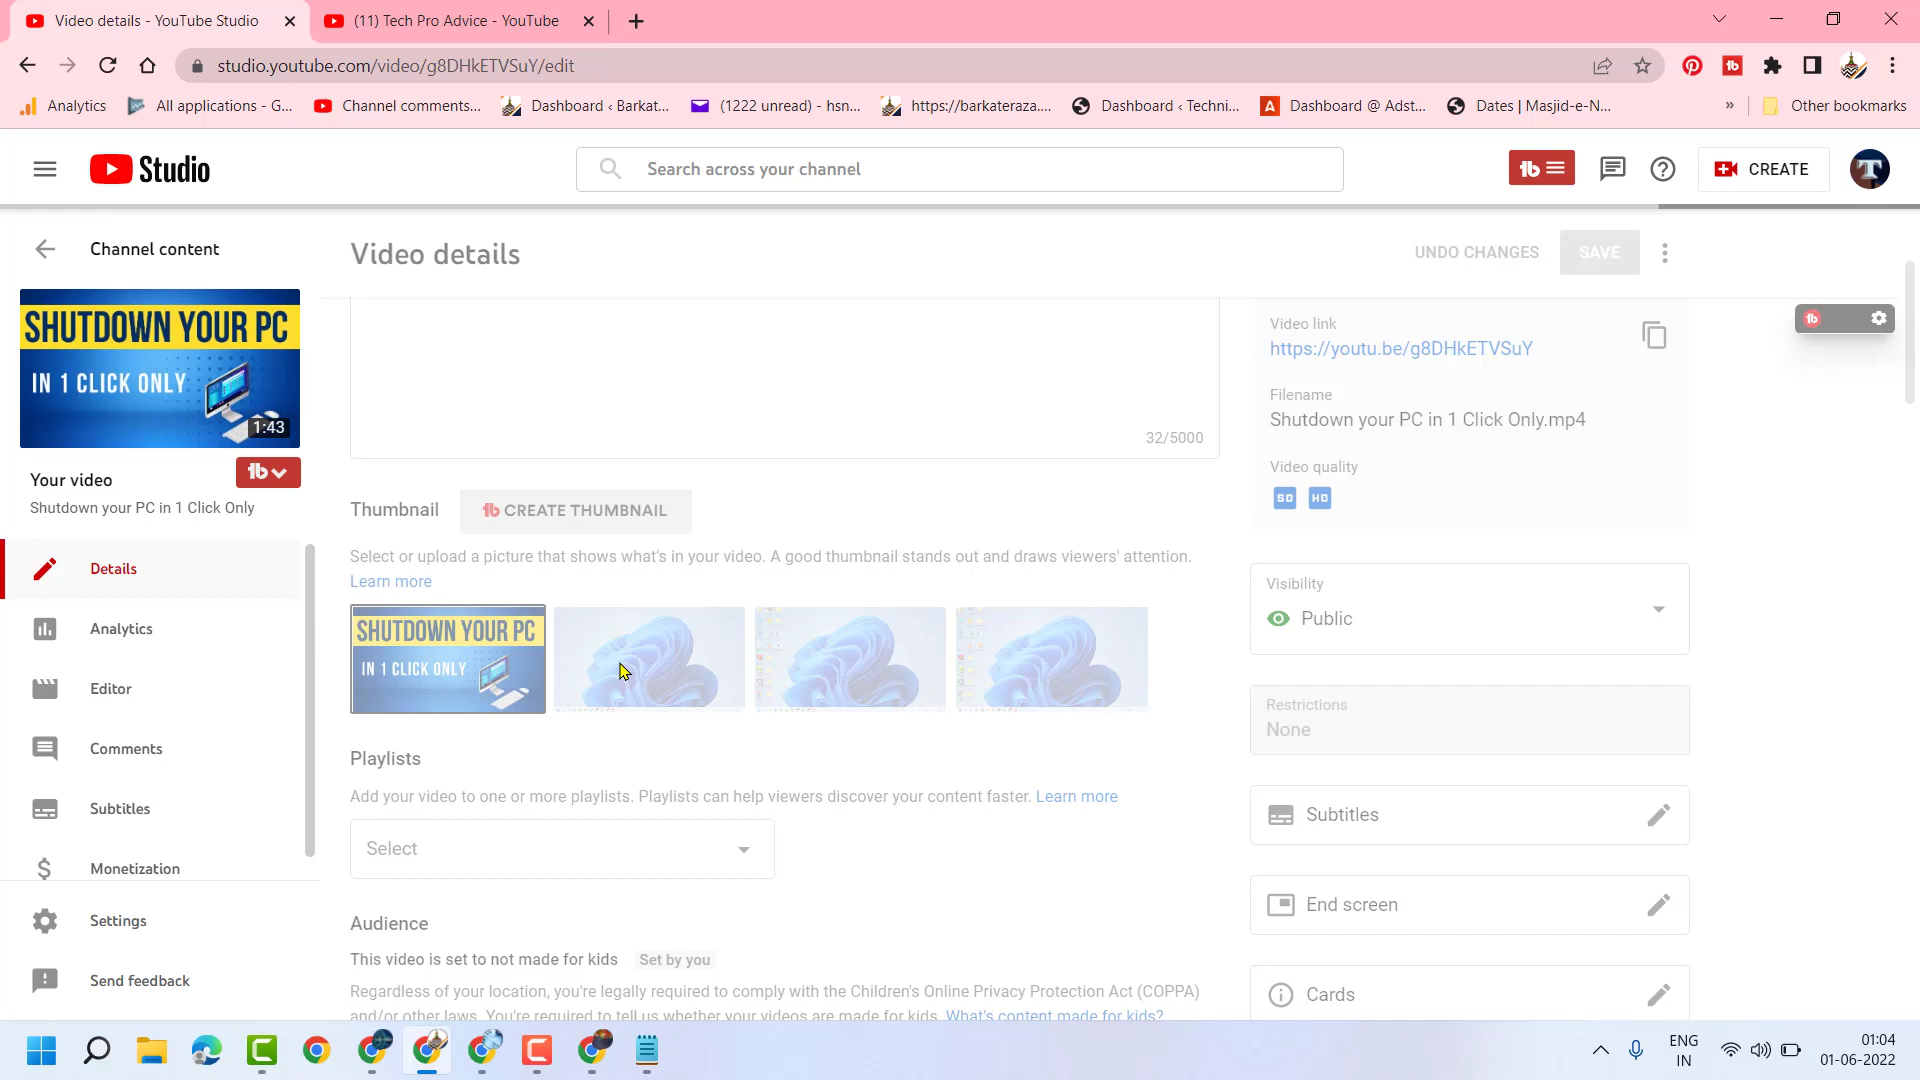 Video details - YouTube Studio
(11) Tech Pro Advice - YouTube
studio.youtube.com/video/g8DHkETVSuY/edit
Analytics
All applications - G...
Channel comments...
Dashboard ‹ Barkat...
(1222 unread) - hsn...
https://barkateraza....
Dashboard ‹ Techni...
Dashboard @ Adst...
Dates | Masjid-e-N...
»
Other bookmarks
Studio
Search across your channel
CREATE
T
Channel content
Video details
UNDO CHANGES
SAVE
SHUTDOWN YOUR PC
IN 1 CLICK ONLY
1:43
Your video
Shutdown your PC in 1 Click Only
Details
Analytics
Editor
Comments
Subtitles
Monetization
Settings
Send feedback
32/5000
Thumbnail
CREATE THUMBNAIL
Select or upload a picture that shows what's in your video. A good thumbnail stands out and draws viewers' attention.
Learn more
SHUTDOWN YOUR PC
IN 1 CLICK ONLY
Playlists
Add your video to one or more playlists. Playlists can help viewers discover your content faster. Learn more
Select
Audience
This video is set to not made for kids Set by you
Regardless of your location, you're legally required to comply with the Children's Online Privacy Protection Act (COPPA)
and/or other laws. You're required to tell us whether your videos are made for kids. What's content made for kids?
Video link
https://youtu.be/g8DHkETVSuY
Filename
Shutdown your PC in 1 Click Only.mp4
Video quality
SD HD
Visibility
Public
Restrictions
None
Subtitles
End screen
Cards
ENG
IN
01:04
01-06-2022